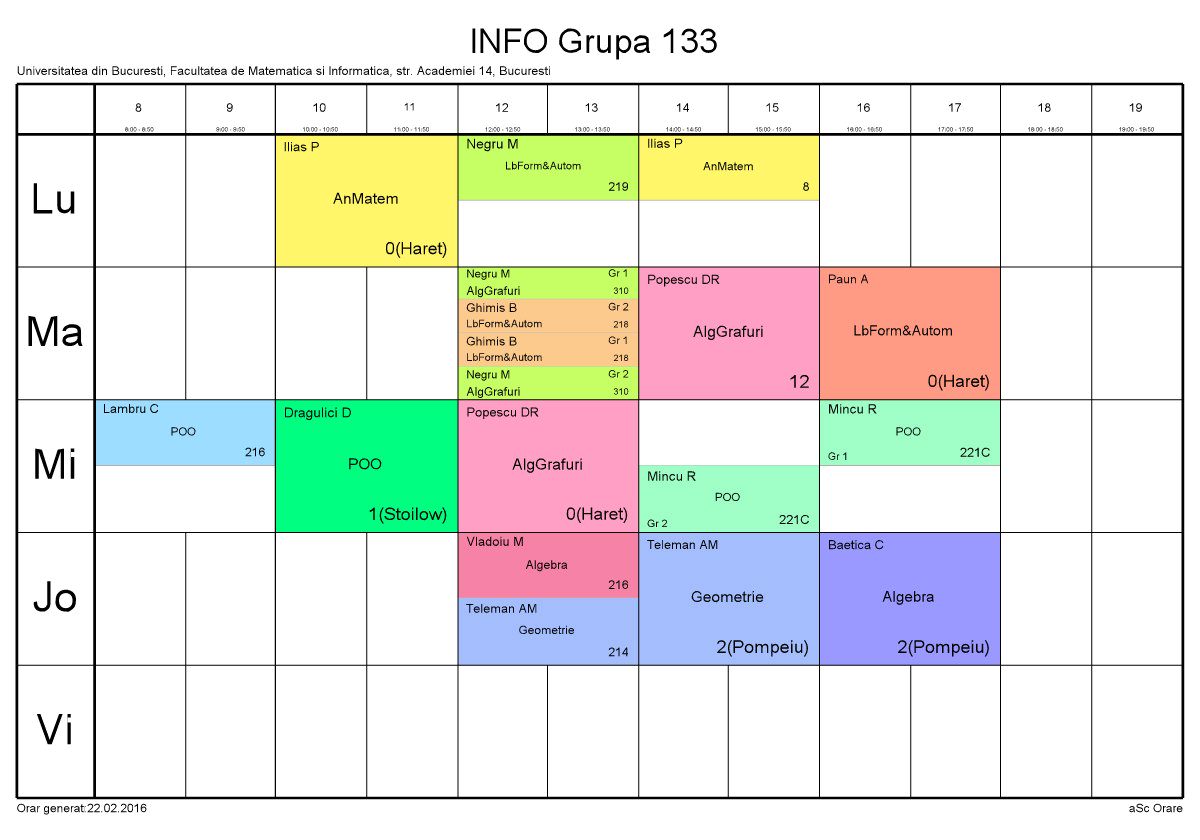 INFO Grupa 133
Universitatea din Bucuresti, Facultatea de Matematica si Informatica, str. Academiei 14, Bucuresti
8 9 10 11 12 13 14 15 16 17 18 19
8:00 - 8:50 9:00 - 9:50 10:00 - 10:50 11:00 - 11:50 12:00 - 12:50 13:00 - 13:50 14:00 - 14:50 15:00 - 15:50 16:00 - 16:50 17:00 - 17:50 18:00 - 18:50 19:00 - 19:50
Lu
Ilias P
AnMatem
0(Haret)
Negru M
LbForm&Autom
219
Ilias P
AnMatem
8
Ma
Negru M Gr 1
AlgGrafuri 310
Ghimis B Gr 2
LbForm&Autom 218
Ghimis B Gr 1
LbForm&Autom 218
Negru M Gr 2
AlgGrafuri 310
Popescu DR
AlgGrafuri
12
Paun A
LbForm&Autom
0(Haret)
Mi
Lambru C
POO
216
Dragulici D
POO
1(Stoilow)
Popescu DR
AlgGrafuri
0(Haret)
Mincu R
POO
Gr 2 221C
Mincu R
POO
Gr 1 221C
Jo
Vladoiu M
Algebra
216
Teleman AM
Geometrie
214
Teleman AM
Geometrie
2(Pompeiu)
Baetica C
Algebra
2(Pompeiu)
Vi
Orar generat:22.02.2016 aSc Orare